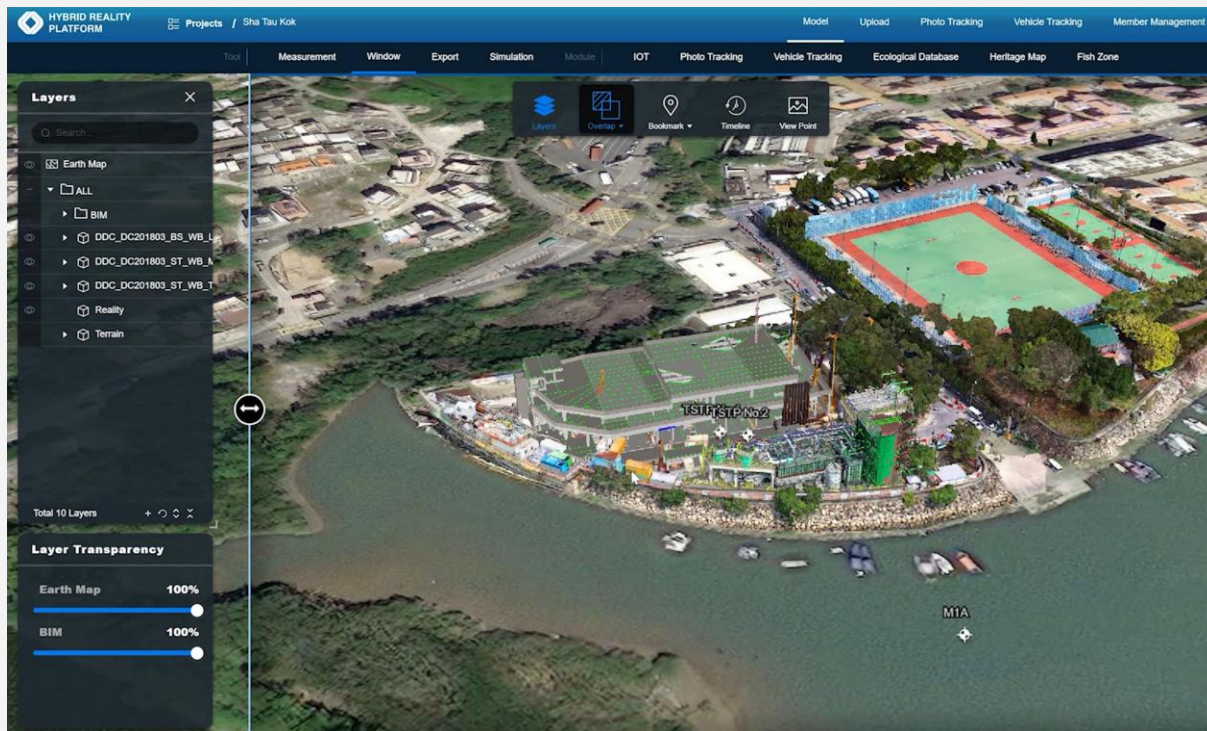 HYBRID REALITY
PLATFORM
Projects / Sha Tau Kok
Model
Upload
Photo Tracking
Vehicle Tracking
Member Management
Tool
Measurement
Window
Export
Simulation
Module
IOT
Photo Tracking
Vehicle Tracking
Ecological Database
Heritage Map
Fish Zone
Layers
Search...
Earth Map
ALL
BIM
DDC_DC201803_BS_WB_L
DDC_DC201803_ST_WB_M
DDC_DC201803_ST_WB_T
Reality
Terrain
Total 10 Layers
Layer Transparency
Earth Map 100%
BIM 100%
Layers
Overlap
Bookmark
Timeline
View Point
TSTP No.2
M1A